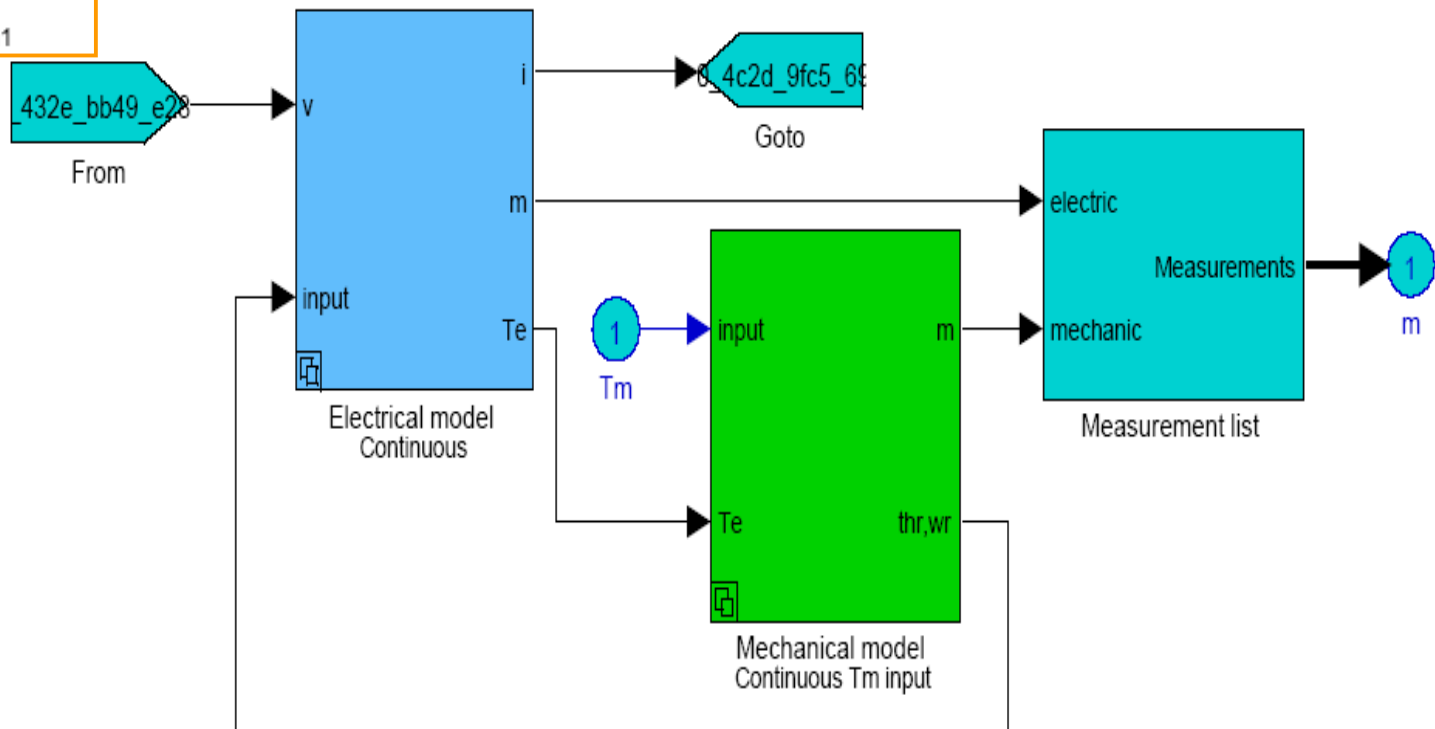 1
_432e_bb49_e28
From
v
input
i
m
Te
Electrical model
Continuous
0_4c2d_9fc5_69
Goto
1
Tm
input
Te
m
thr,wr
Mechanical model
Continuous Tm input
electric
mechanic
Measurements
Measurement list
1
m